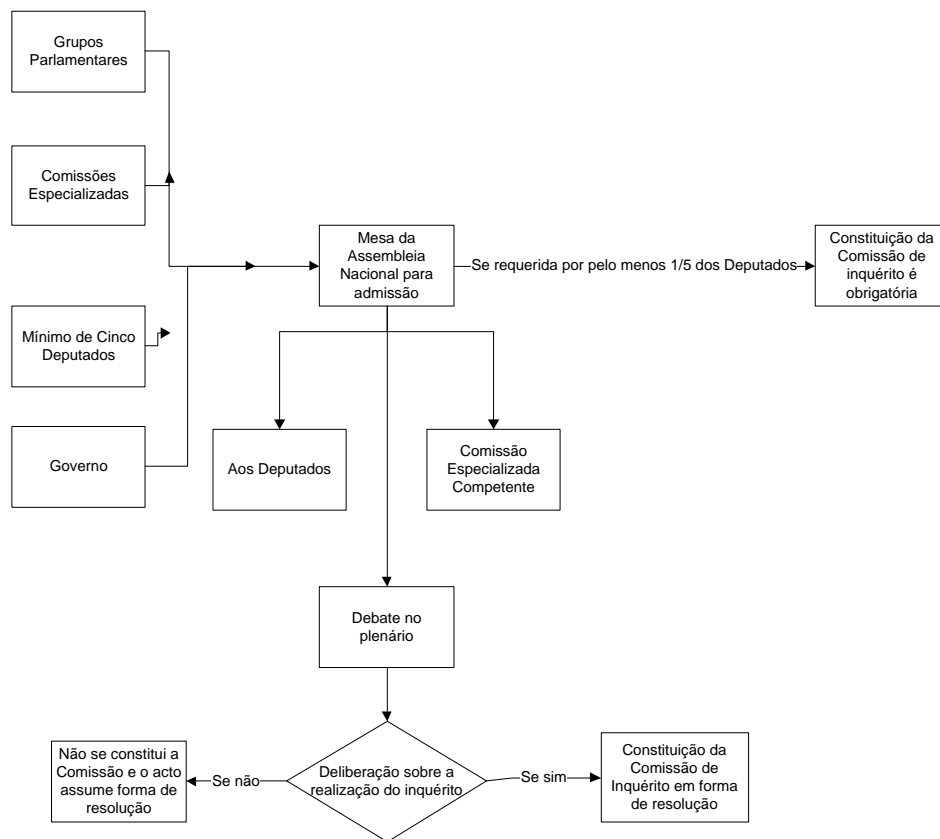 Grupos
Parlamentares
Comissões
Especializadas
Mínimo de Cinco
Deputados
Governo
Mesa da
Assembleia
Nacional para
admissão
Se requerida por pelo menos 1/5 dos Deputados
Constituição da
Comissão de
inquérito é
obrigatória
Aos Deputados
Comissão
Especializada
Competente
Debate no
plenário
Deliberação sobre a
realização do inquérito
Se não
Não se constitui a
Comissão e o acto
assume forma de
resolução
Se sim
Constituição da
Comissão de
Inquérito em forma
de resolução